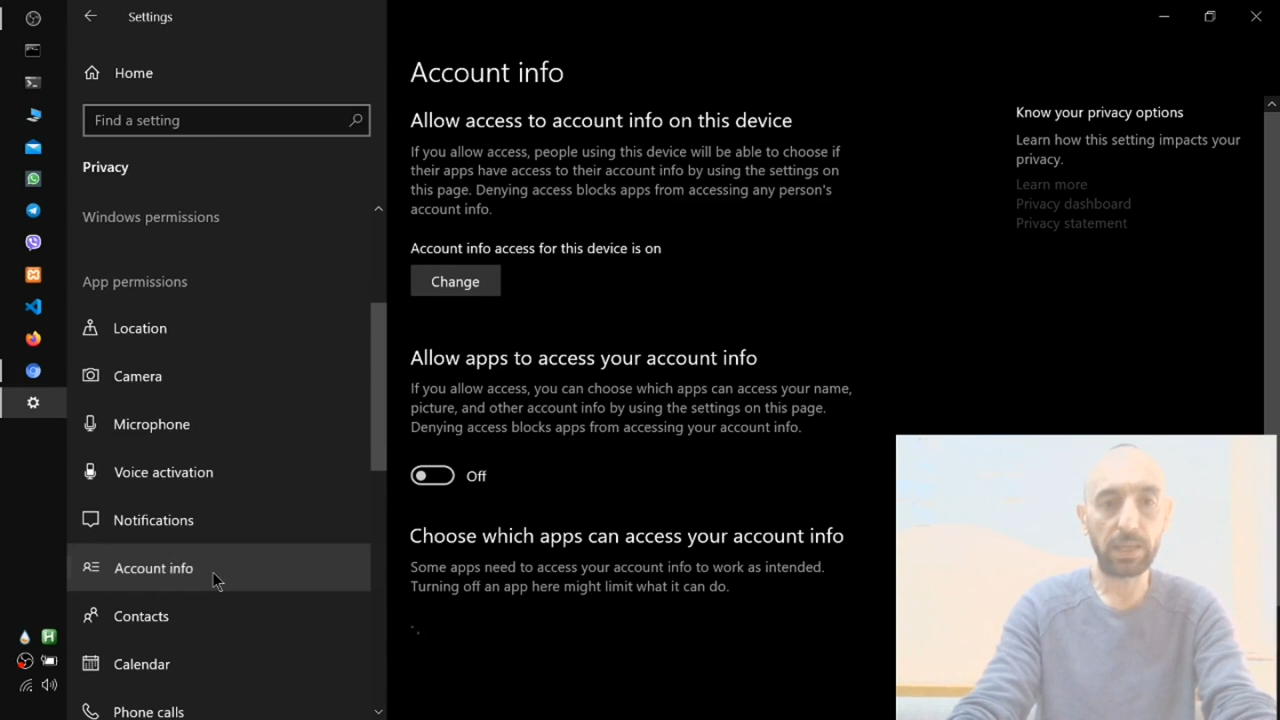 Settings
Home
Find a setting
Privacy
Windows permissions
App permissions
Location
Camera
Microphone
Voice activation
Notifications
Account info
Contacts
Calendar
Phone calls
Account info
Allow access to account info on this device
If you allow access, people using this device will be able to choose if
their apps have access to their account info by using the settings on
this page. Denying access blocks apps from accessing any person's
account info.
Account info access for this device is on
Change
Allow apps to access your account info
If you allow access, you can choose which apps can access your name,
picture, and other account info by using the settings on this page.
Denying access blocks apps from accessing your account info.
Off
Choose which apps can access your account info
Some apps need to access your account info to work as intended.
Turning off an app here might limit what it can do.
Know your privacy options
Learn how this setting impacts your
privacy.
Learn more
Privacy dashboard
Privacy statement